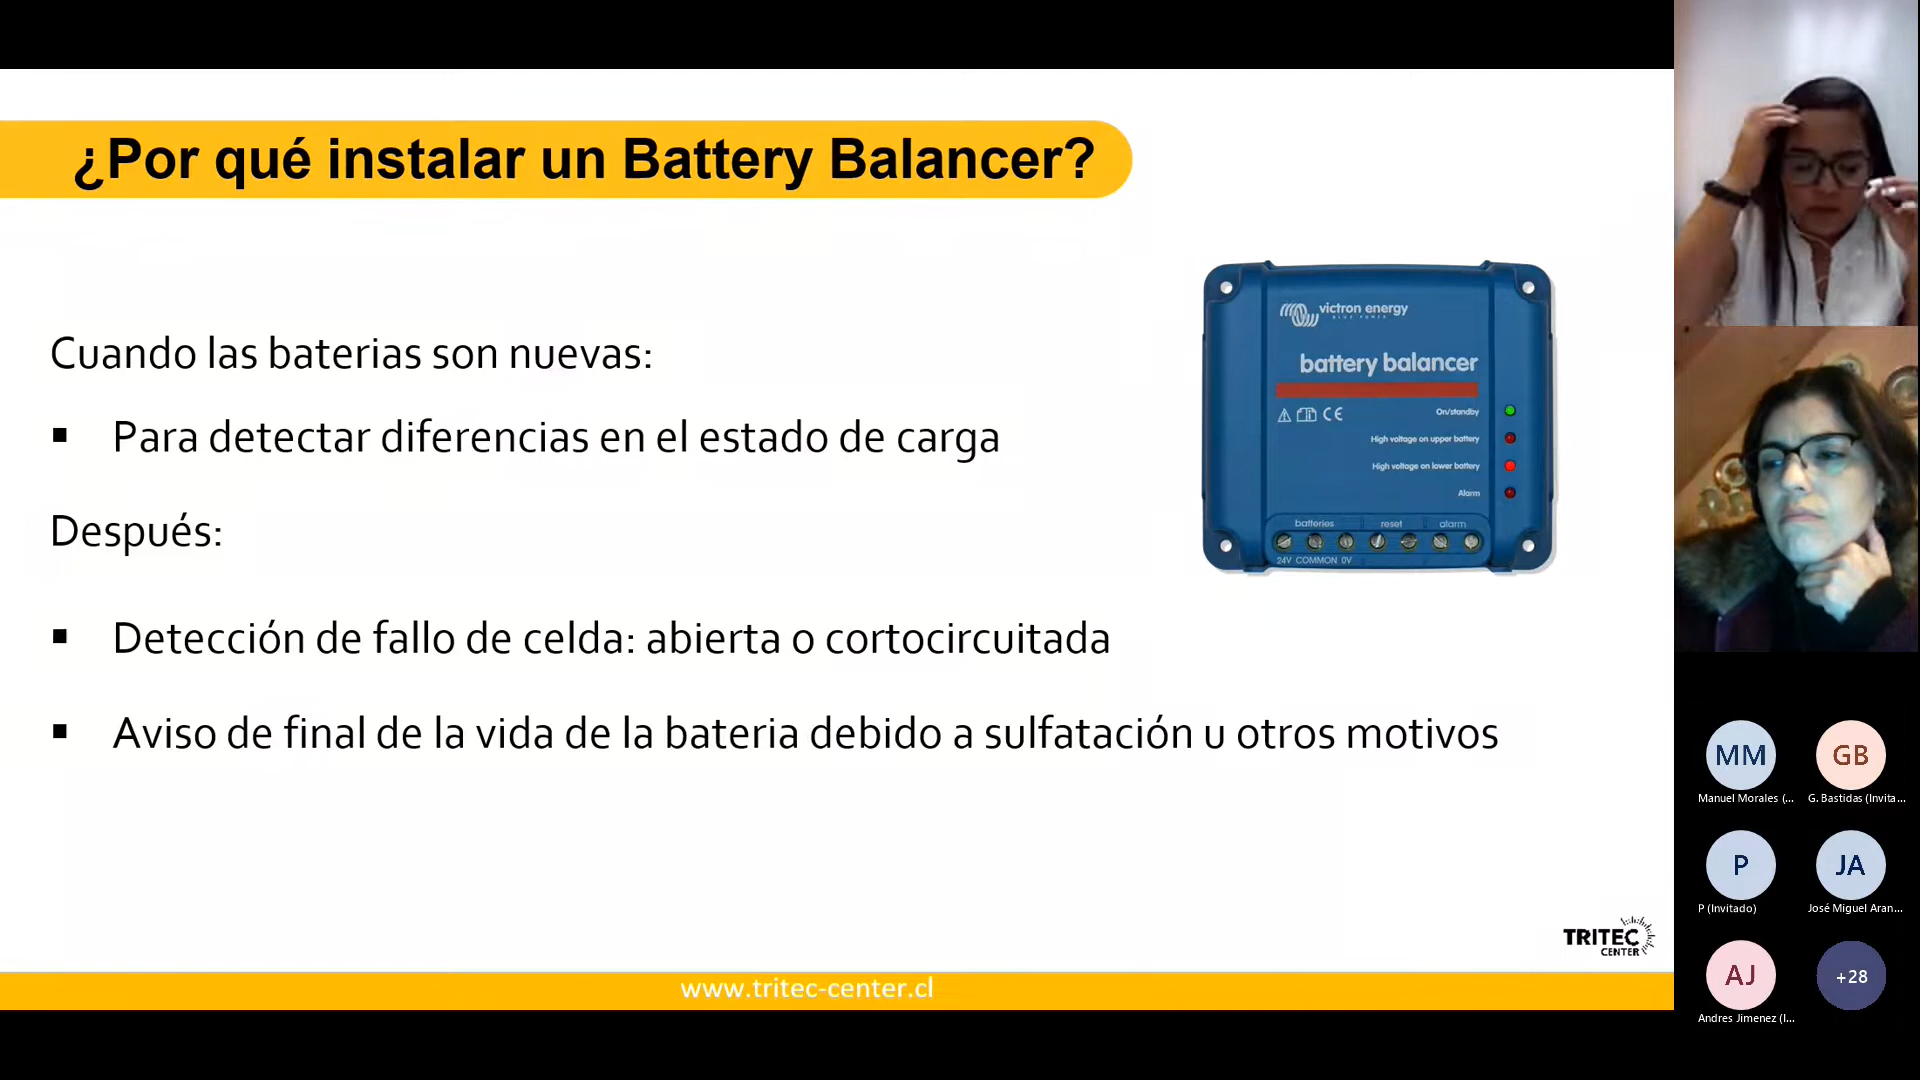 ¿Por qué instalar un Battery Balancer?
Cuando las baterias son nuevas:
▪ Para detectar diferencias en el estado de carga
Después:
▪ Detección de fallo de celda: abierta o cortocircuitada
▪ Aviso de final de la vida de la bateria debido a sulfatación u otros motivos
victron energy
BLUE POWER
battery balancer
CE
On/standby
High voltage on upper battery
High voltage on lower battery
Alarm
batteries reset alarm
24V COMMON 0V
TRITEC
CENTER
www.tritec-center.cl
MM
Manuel Morales (...
GB
G. Bastidas (Invita...
P
P (Invitado)
JA
José Miguel Aran...
AJ
Andres Jimenez (I...
+28